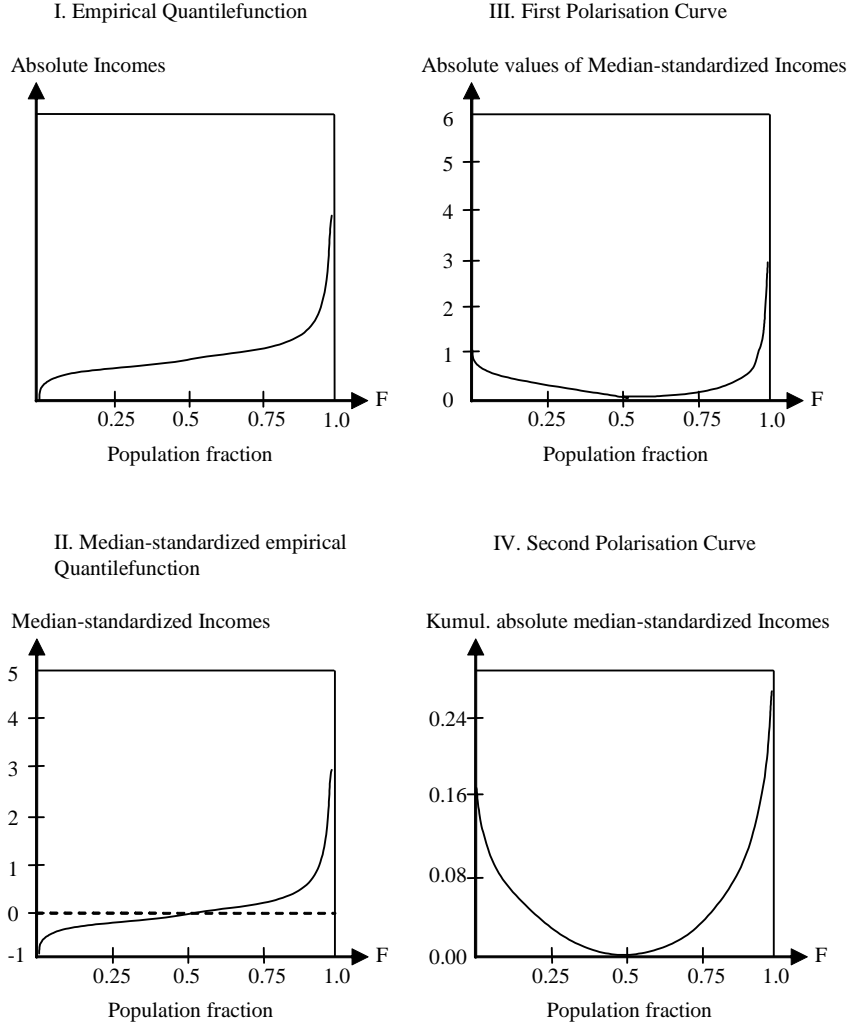 I. Empirical Quantilefunction
Absolute Incomes
F
0.25
0.5
0.75
1.0
Population fraction
III. First Polarisation Curve
Absolute values of Median-standardized Incomes
6
5
4
3
2
1
0
F
0.25
0.5
0.75
1.0
Population fraction
II. Median-standardized empirical
Quantilefunction
Median-standardized Incomes
5
4
3
2
1
0
-1
F
0.25
0.5
0.75
1.0
Population fraction
IV. Second Polarisation Curve
Kumul. absolute median-standardized Incomes
0.24
0.16
0.08
0.00
F
0.25
0.5
0.75
1.0
Population fraction